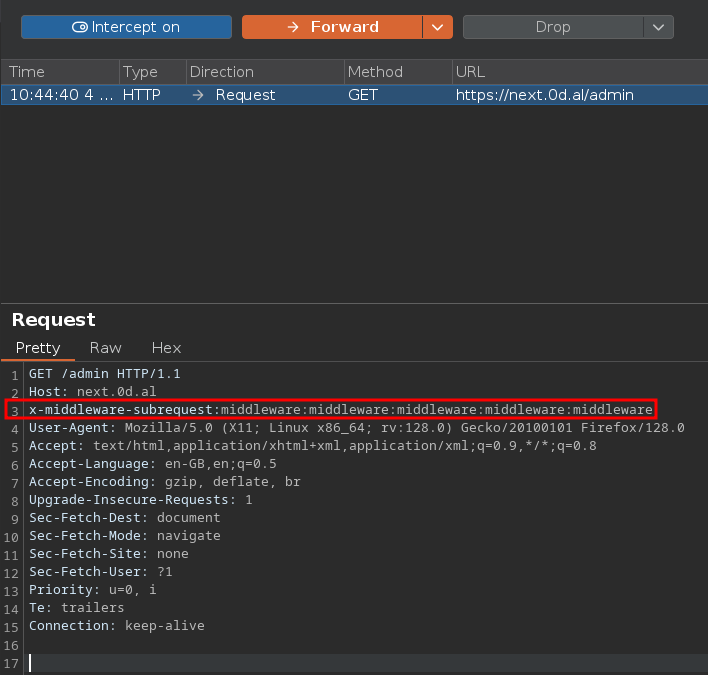 Intercept on → Forward Drop
Time Type Direction Method URL
10:44:40 4 ... HTTP → Request GET https://next.0d.al/admin
Request
Pretty Raw Hex
1 GET /admin HTTP/1.1
2 Host: next.0d.al
3 x-middleware-subrequest:middleware:middleware:middleware:middleware:middleware
4 User-Agent: Mozilla/5.0 (X11; Linux x86_64; rv:128.0) Gecko/20100101 Firefox/128.0
5 Accept: text/html,application/xhtml+xml,application/xml;q=0.9,*/*;q=0.8
6 Accept-Language: en-GB,en;q=0.5
7 Accept-Encoding: gzip, deflate, br
8 Upgrade-Insecure-Requests: 1
9 Sec-Fetch-Dest: document
10 Sec-Fetch-Mode: navigate
11 Sec-Fetch-Site: none
12 Sec-Fetch-User: ?1
13 Priority: u=0, i
14 Te: trailers
15 Connection: keep-alive
16
17